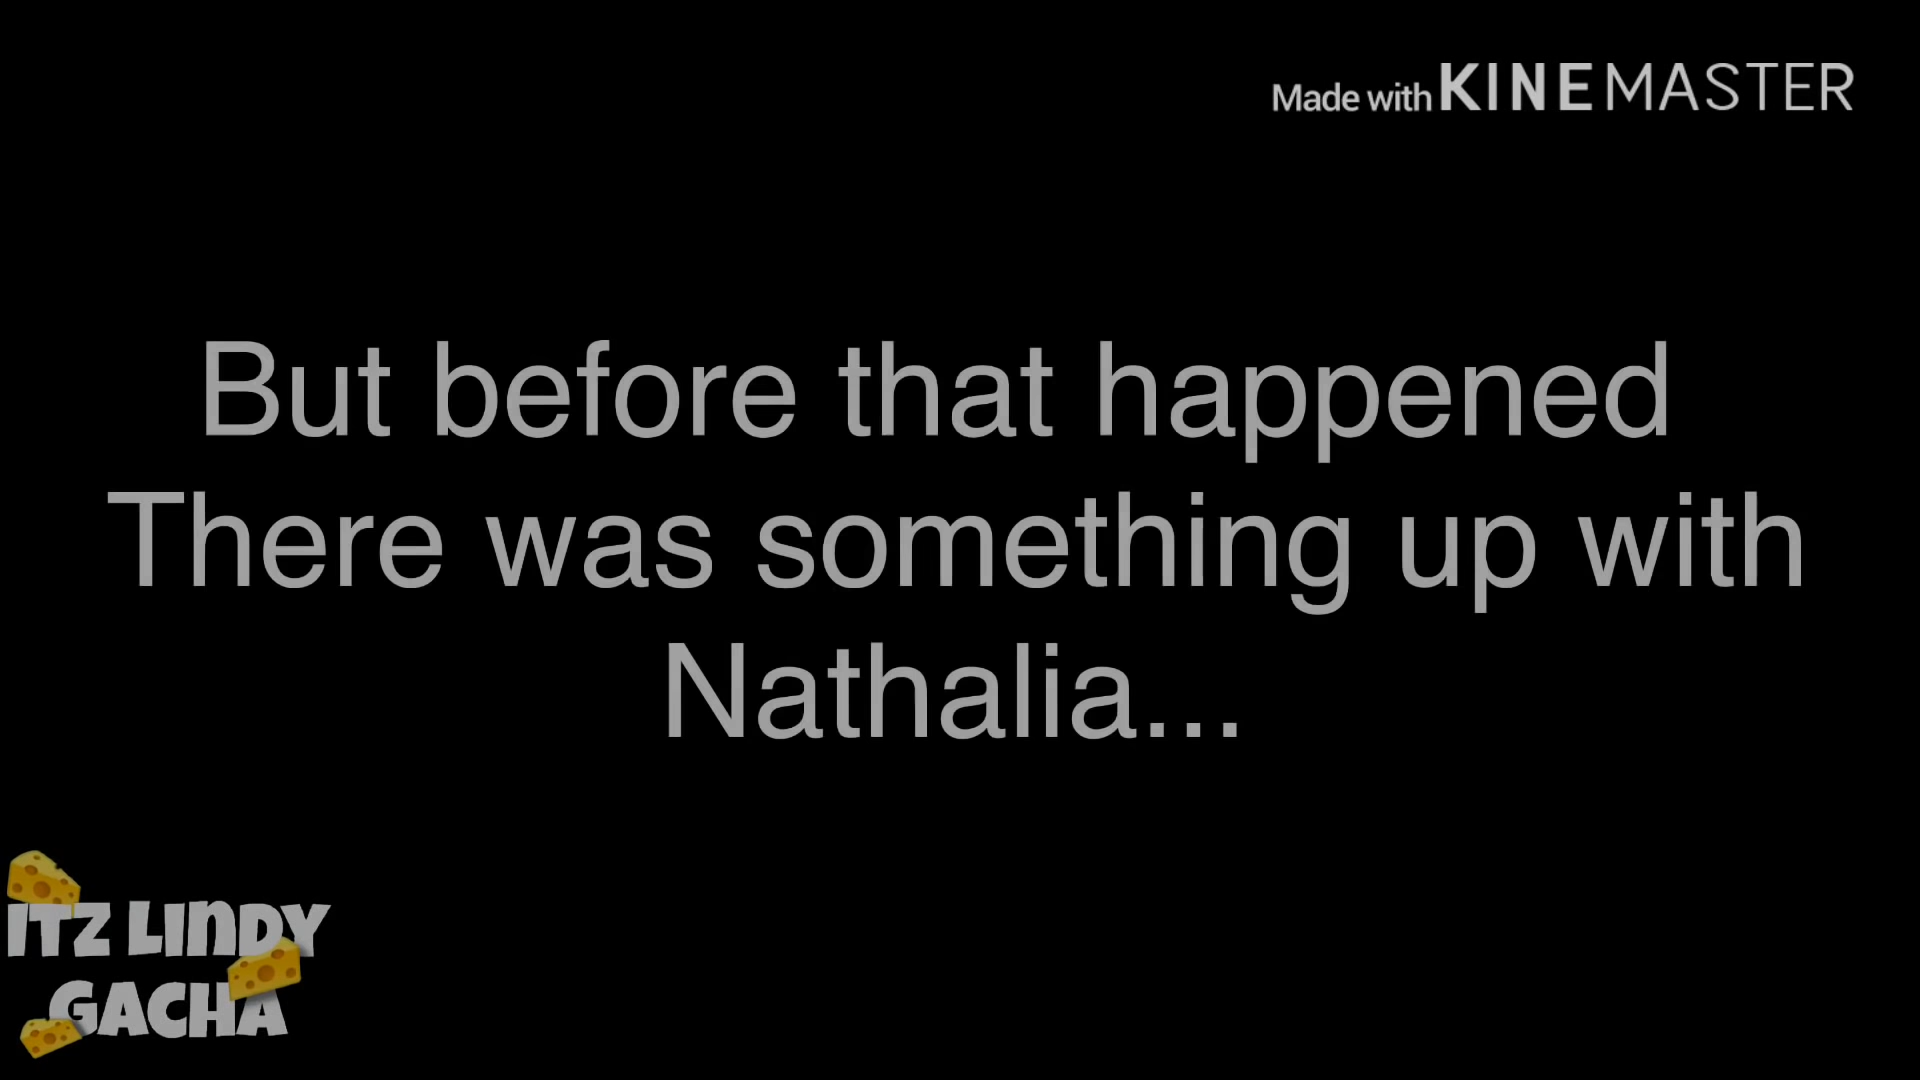 Made with KINEMASTER
But before that happened
There was something up with
Nathalia...
ITZ LINDY
GACHA